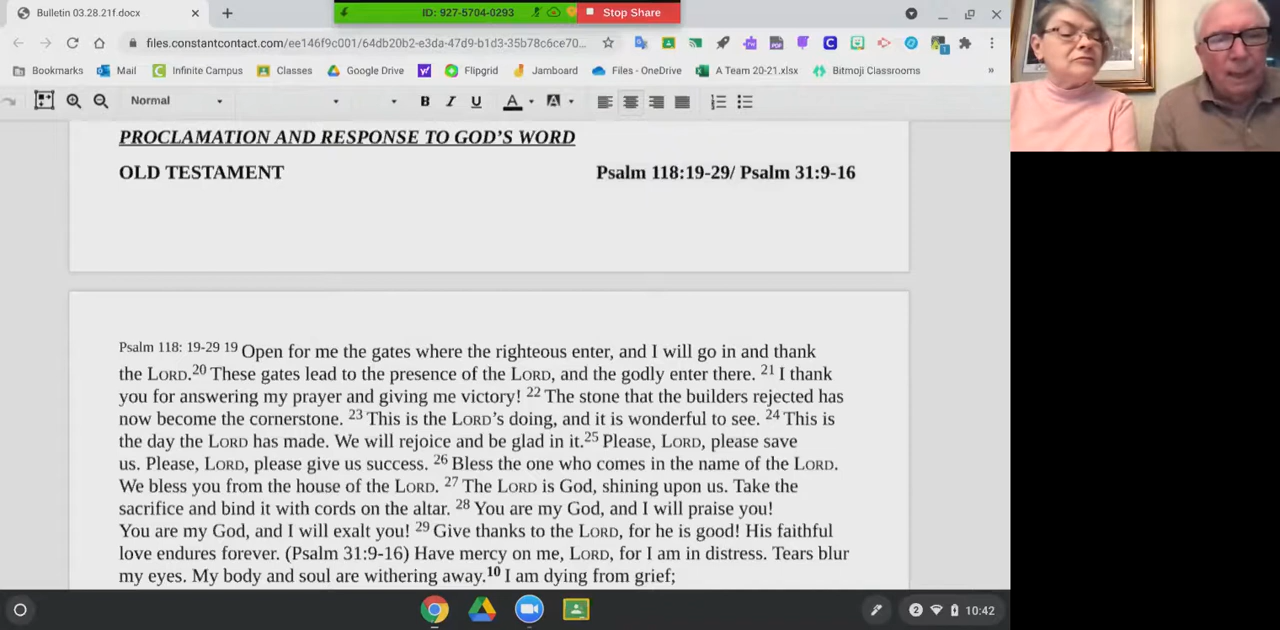 Bulletin 03.28.21f.docx
ID: 927-5704-0293
Stop Share
files.constantcontact.com/ee146f9c001/64db20b2-e3da-47d9-b1d3-35b78c6ce70...
Bookmarks Mail Infinite Campus Classes Google Drive Flipgrid Jamboard Files - OneDrive A Team 20-21.xlsx Bitmoji Classrooms »
Normal B I U A A
PROCLAMATION AND RESPONSE TO GOD’S WORD
OLD TESTAMENT Psalm 118:19-29/ Psalm 31:9-16
Psalm 118: 19-29 19 Open for me the gates where the righteous enter, and I will go in and thank
the LORD.20 These gates lead to the presence of the LORD, and the godly enter there. 21 I thank
you for answering my prayer and giving me victory! 22 The stone that the builders rejected has
now become the cornerstone. 23 This is the LORD’s doing, and it is wonderful to see. 24 This is
the day the LORD has made. We will rejoice and be glad in it.25 Please, LORD, please save
us. Please, LORD, please give us success. 26 Bless the one who comes in the name of the LORD.
We bless you from the house of the LORD. 27 The LORD is God, shining upon us. Take the
sacrifice and bind it with cords on the altar. 28 You are my God, and I will praise you!
You are my God, and I will exalt you! 29 Give thanks to the LORD, for he is good! His faithful
love endures forever. (Psalm 31:9-16) Have mercy on me, LORD, for I am in distress. Tears blur
my eyes. My body and soul are withering away.10 I am dying from grief;
2 10:42